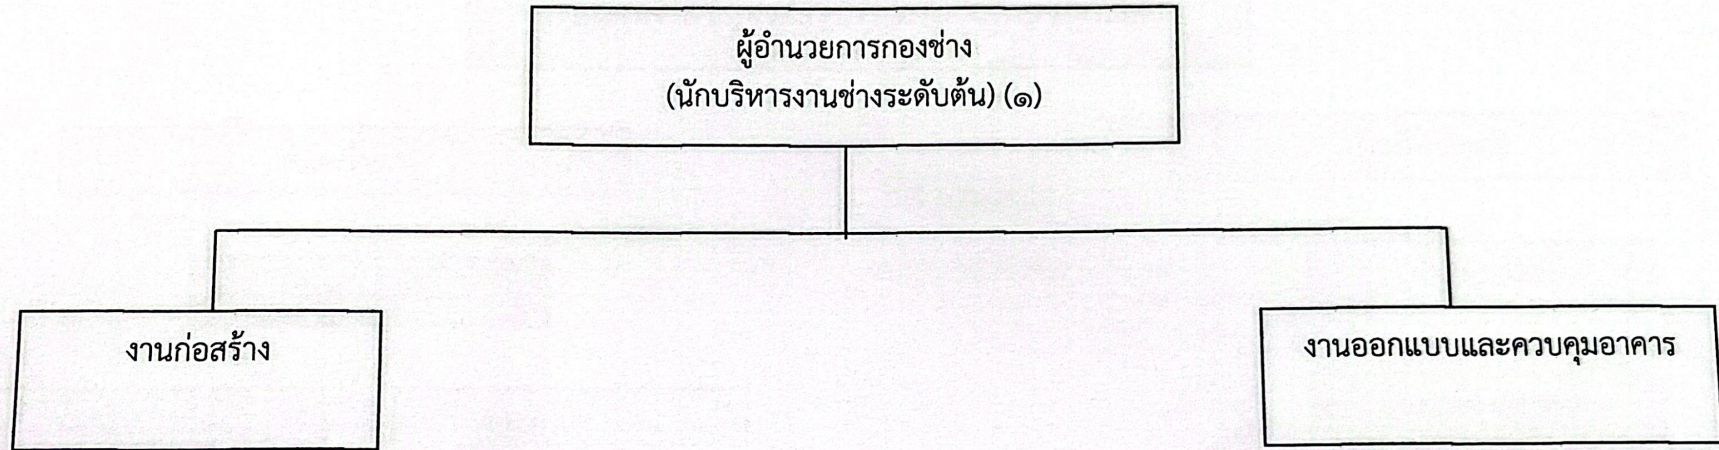 ผู้อำนวยการกองช่าง
(นักบริหารงานช่างระดับต้น) (๑)
งานก่อสร้าง
งานออกแบบและควบคุมอาคาร